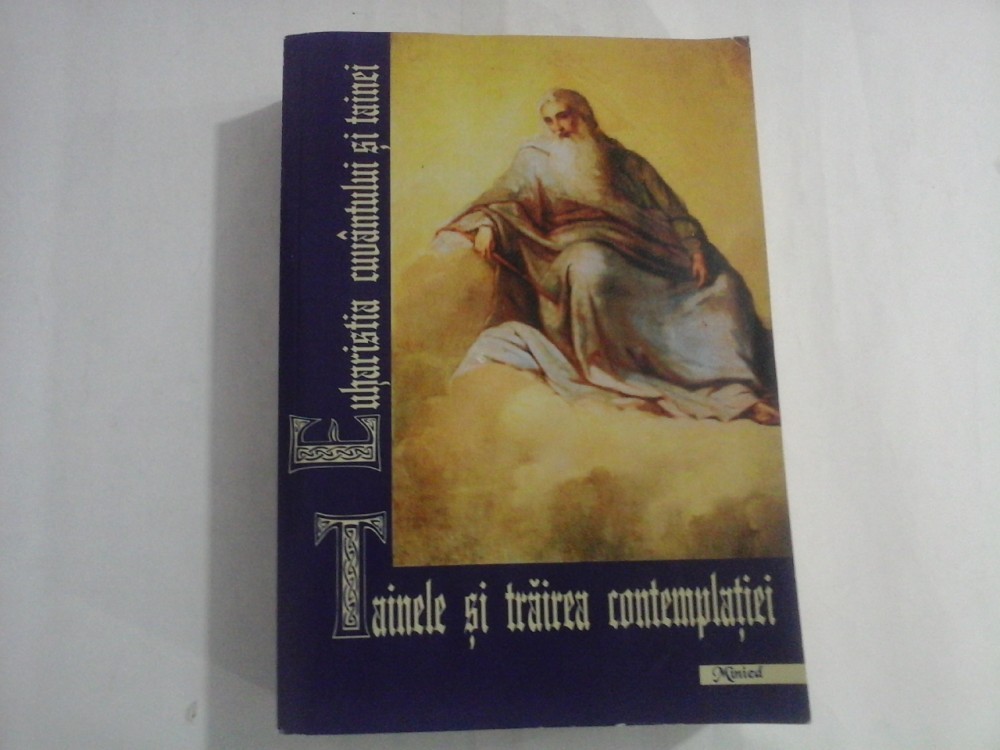 Euharistia cuvântului și tainei
Tainele și trăirea contemplației
Minied